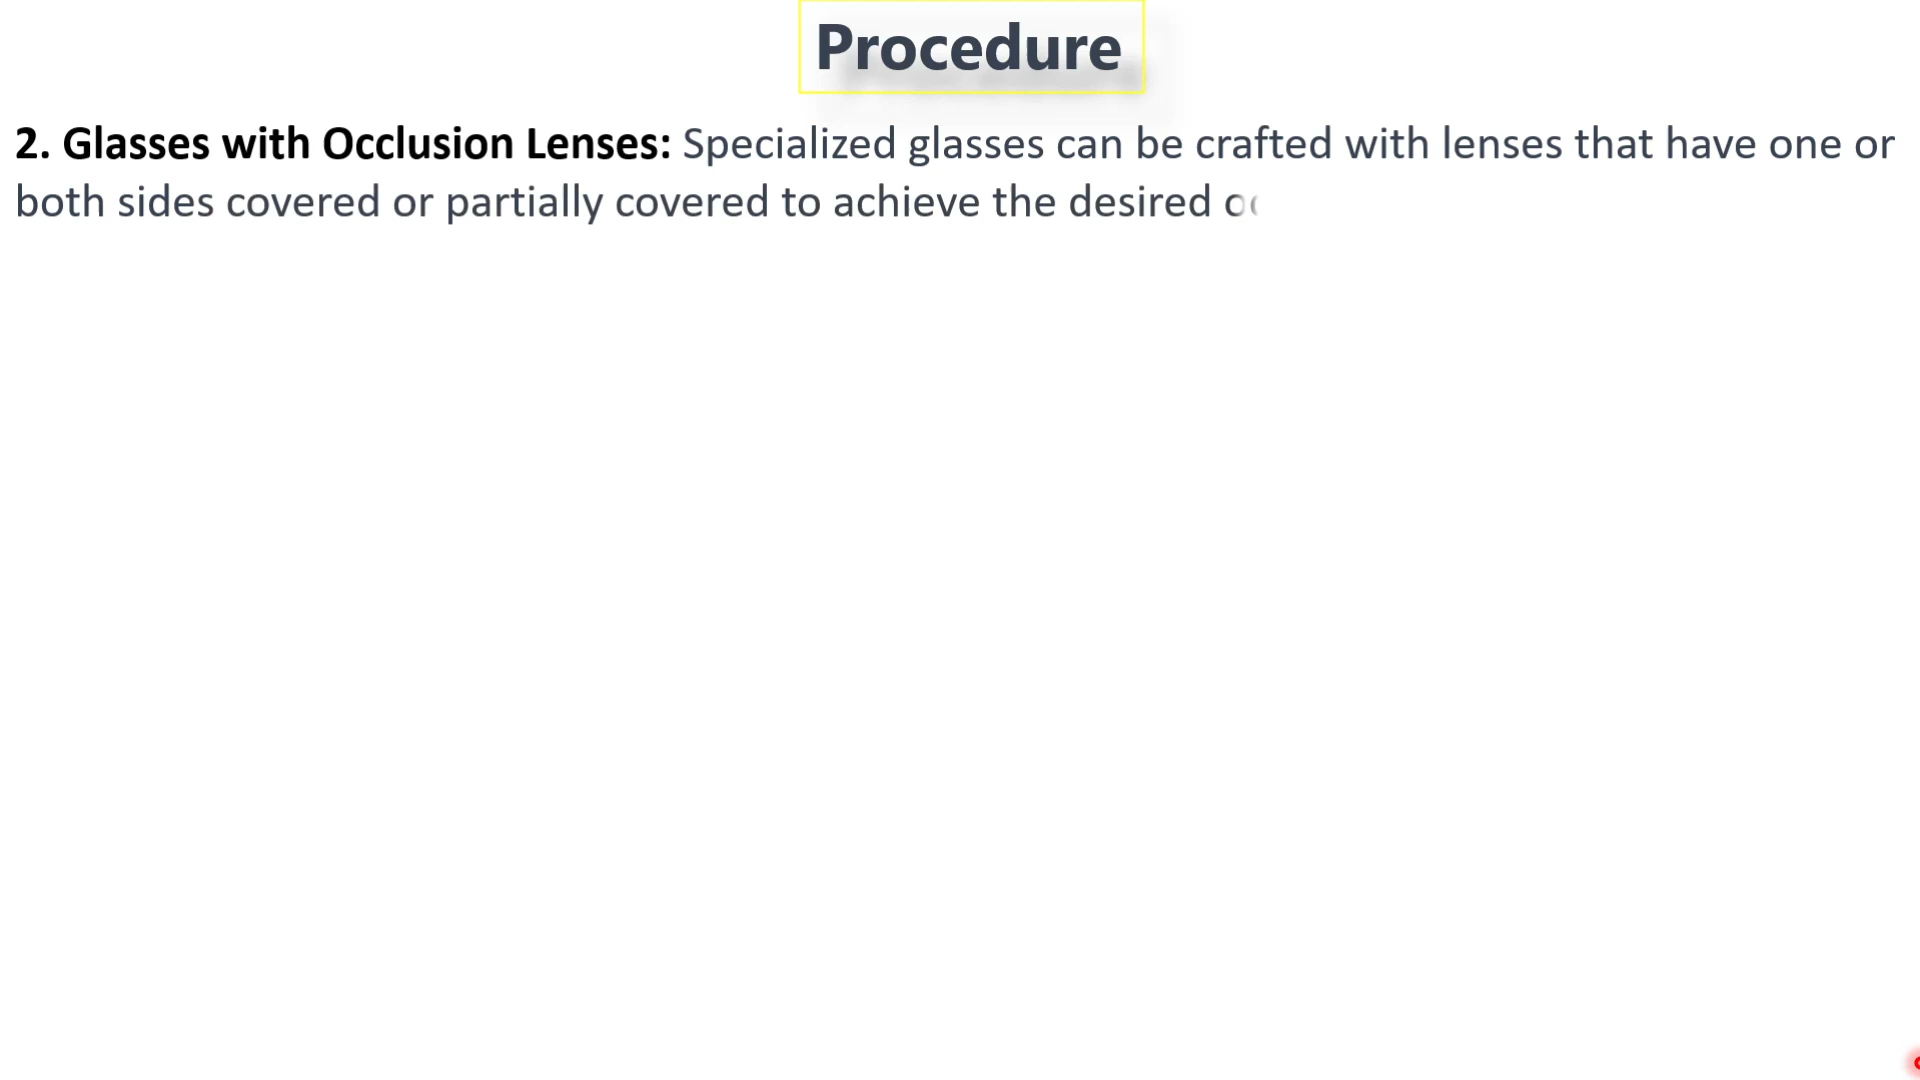 Procedure
2. Glasses with Occlusion Lenses: Specialized glasses can be crafted with lenses that have one or
both sides covered or partially covered to achieve the desired